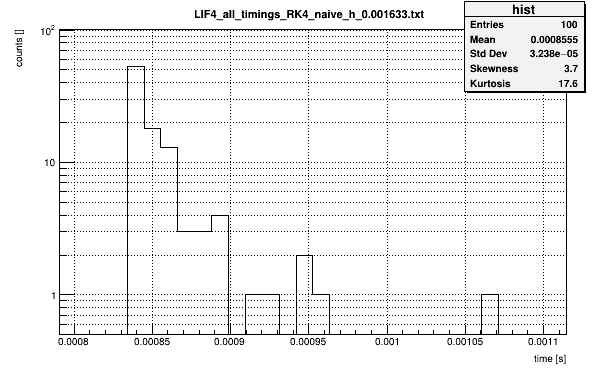 LIF4_all_timings_RK4_naive_h_0.001633.txt
hist
Entries 100
Mean 0.0008555
Std Dev 3.238e−05
Skewness 3.7
Kurtosis 17.6
counts []
10²
10
1
0.0008 0.00085 0.0009 0.00095 0.001 0.00105 0.0011
time [s]